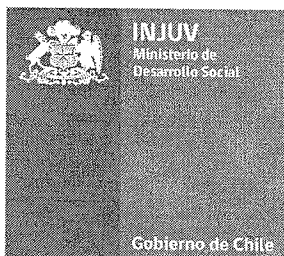 INJUV
Ministerio de
Desarrollo Social
Gobierno de Chile